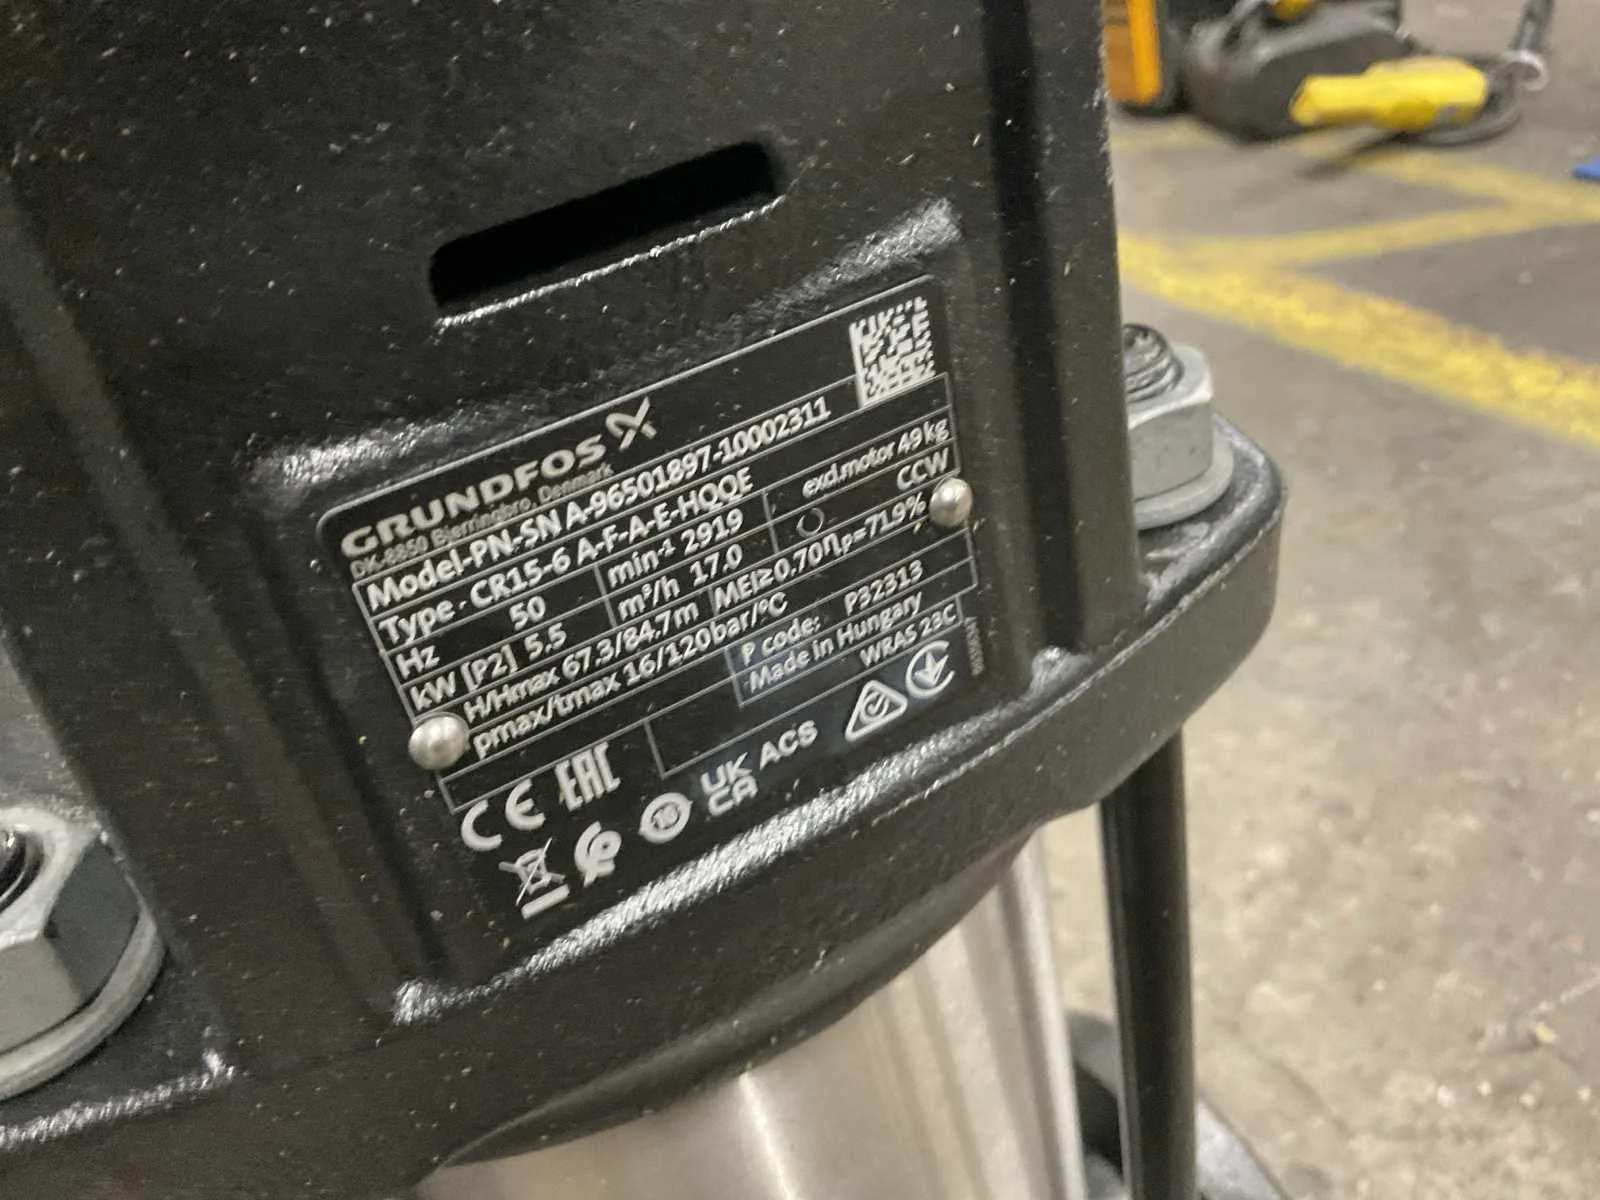 GRUNDFOS
DK-8850 Bjerringbro, Denmark
Model-PN-SN A-96501897-10002311
Type - CR15-6 A-F-A-E-HQQE excl.motor 49 kg
Hz 50 min-1 2919 CCW
kW [P2] 5.5 m³/h 17.0
H/Hmax 67.3/84.7m MEI≥0.70 ηp=71.9%
pmax/tmax 16/120bar/°C
P code: P32313
Made in Hungary
WRAS 23C
CE EAC UK CA ACS
10